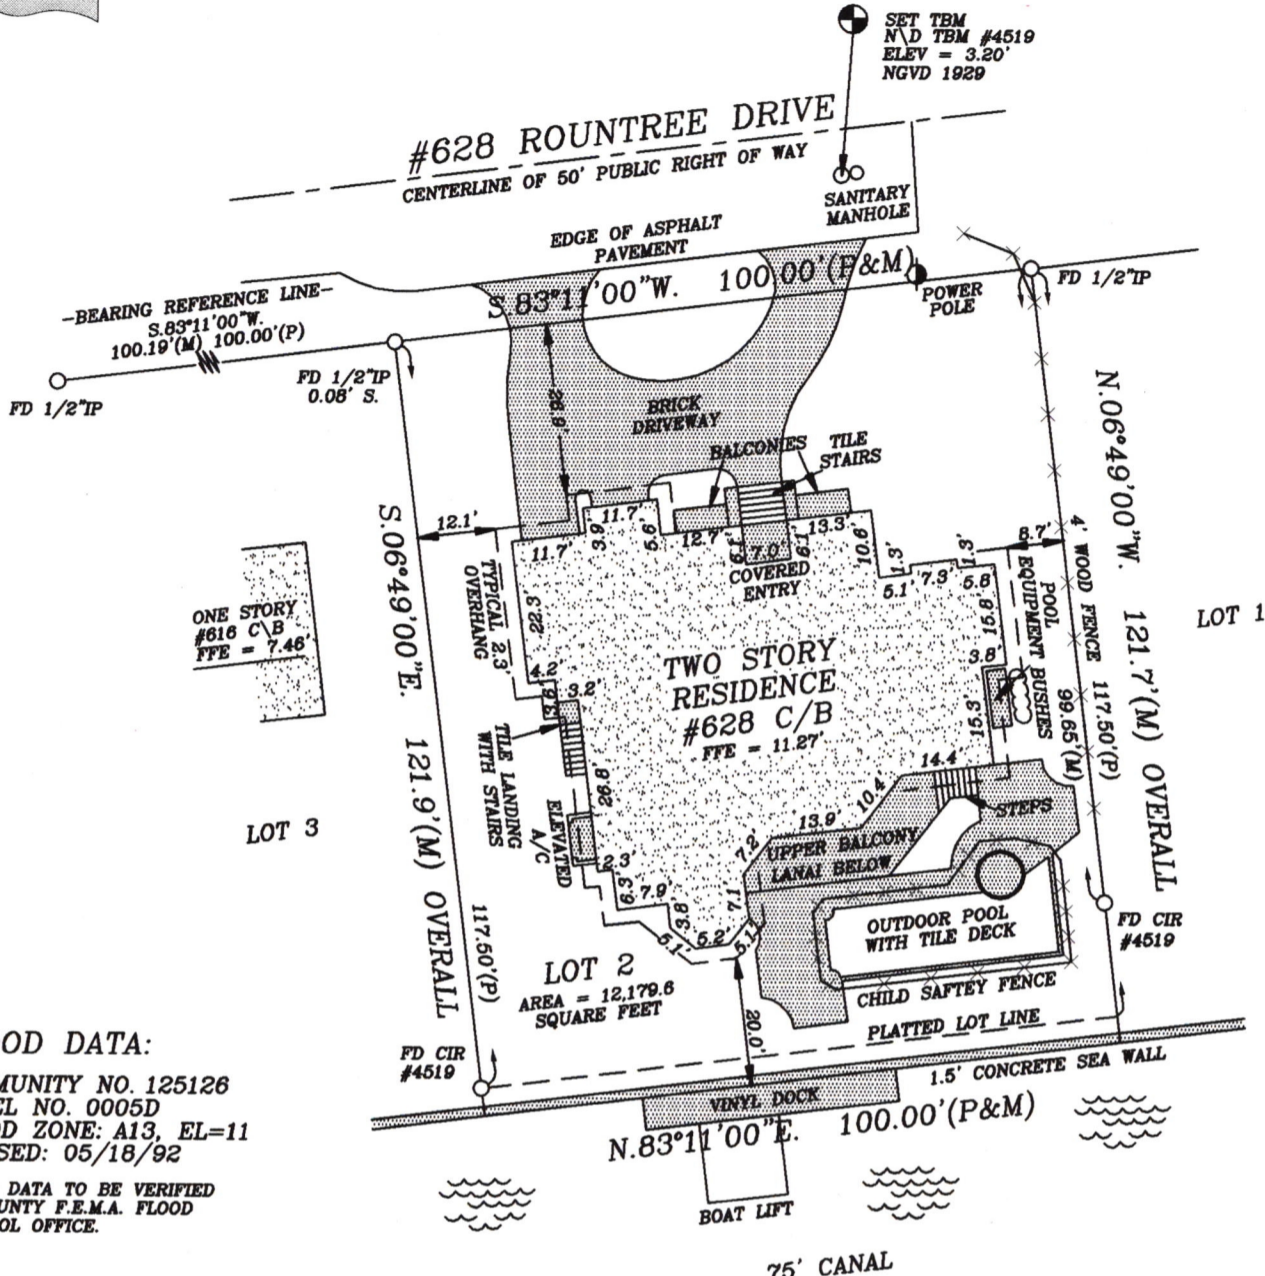 SET TBM
N\D TBM #4519
ELEV = 3.20'
NGVD 1929
#628 ROUNTREE DRIVE
CENTERLINE OF 50' PUBLIC RIGHT OF WAY
SANITARY
MANHOLE
EDGE OF ASPHALT
PAVEMENT
S.83°11'00"W. 100.00'(P&M)
POWER
POLE
FD 1/2"IP
-BEARING REFERENCE LINE-
S.83°11'00"W.
100.19'(M) 100.00'(P)
FD 1/2"IP
FD 1/2"IP
0.08' S.
BRICK
DRIVEWAY
BALCONIES
TILE
STAIRS
12.1'
11.7'
3.9'
11.7'
5.6'
12.7'
7.0'
13.3'
10.6'
1.3'
5.1'
7.3'
1.3'
5.8'
8.7'
COVERED
ENTRY
N.06°49'00"W. 121.7'(M) OVERALL
4' WOOD FENCE
117.50'(P)
99.65'(M)
POOL
EQUIPMENT BUSHES
LOT 1
S.06°49'00"E. 121.9'(M) OVERALL
117.50'(P)
TYPICAL 2.3'
OVERHANG
22.3'
4.2'
3.2'
ONE STORY
#616 C\B
FFE = 7.46'
TWO STORY
RESIDENCE
#628 C/B
FFE = 11.27'
15.8'
3.8'
15.3'
14.4'
TILE LANDING
WITH STAIRS
26.8'
ELEVATED
A/C
LOT 3
10.4'
13.9'
7.2'
7.1'
STEPS
UPPER BALCONY
LANAI BELOW
2.3'
6.3'
7.9'
3.8'
5.1'
5.2'
5.1'
OUTDOOR POOL
WITH TILE DECK
CHILD SAFTEY FENCE
FD CIR
#4519
LOT 2
AREA = 12,179.6
SQUARE FEET
20.0'
PLATTED LOT LINE
FD CIR
#4519
1.5' CONCRETE SEA WALL
VINYL DOCK
N.83°11'00"E. 100.00'(P&M)
BOAT LIFT
75' CANAL
OD DATA:
MUNITY NO. 125126
EL NO. 0005D
D ZONE: A13, EL=11
SED: 05/18/92
DATA TO BE VERIFIED
UNTY F.E.M.A. FLOOD
OL OFFICE.